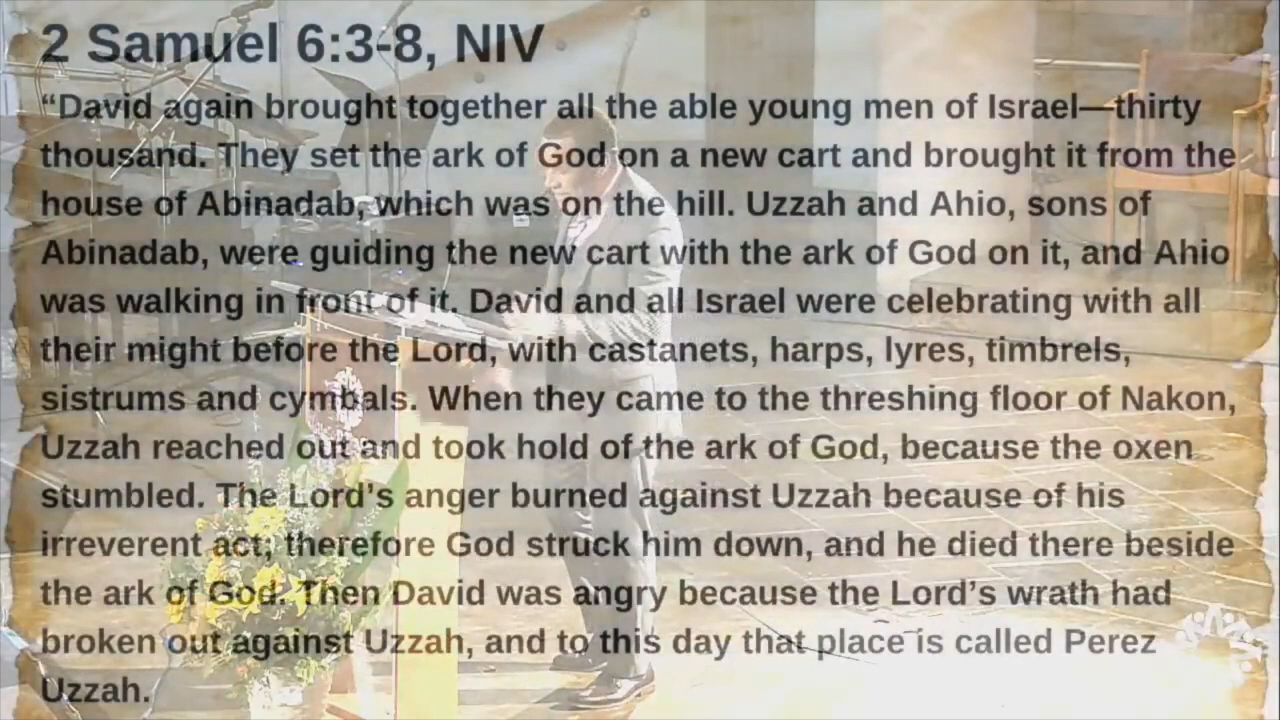 2 Samuel 6:3-8, NIV
“David again brought together all the able young men of Israel—thirty
thousand. They set the ark of God on a new cart and brought it from the
house of Abinadab, which was on the hill. Uzzah and Ahio, sons of
Abinadab, were guiding the new cart with the ark of God on it, and Ahio
was walking in front of it. David and all Israel were celebrating with all
their might before the Lord, with castanets, harps, lyres, timbrels,
sistrums and cymbals. When they came to the threshing floor of Nakon,
Uzzah reached out and took hold of the ark of God, because the oxen
stumbled. The Lord’s anger burned against Uzzah because of his
irreverent act; therefore God struck him down, and he died there beside
the ark of God. Then David was angry because the Lord’s wrath had
broken out against Uzzah, and to this day that place is called Perez
Uzzah.